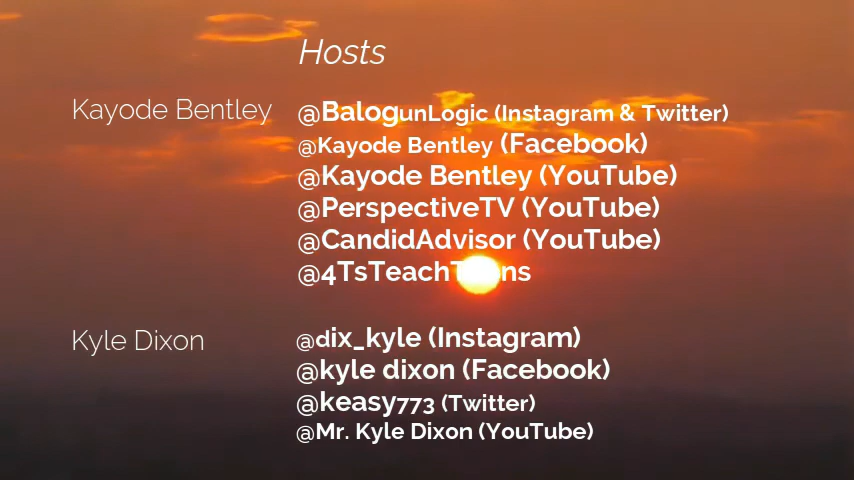 Hosts
Kayode Bentley @BalogunLogic (Instagram & Twitter)
@Kayode Bentley (Facebook)
@Kayode Bentley (YouTube)
@PerspectiveTV (YouTube)
@CandidAdvisor (YouTube)
Kyle Dixon @dix_kyle (Instagram)
@kyle dixon (Facebook)
@keasy773 (Twitter)
@Mr. Kyle Dixon (YouTube)